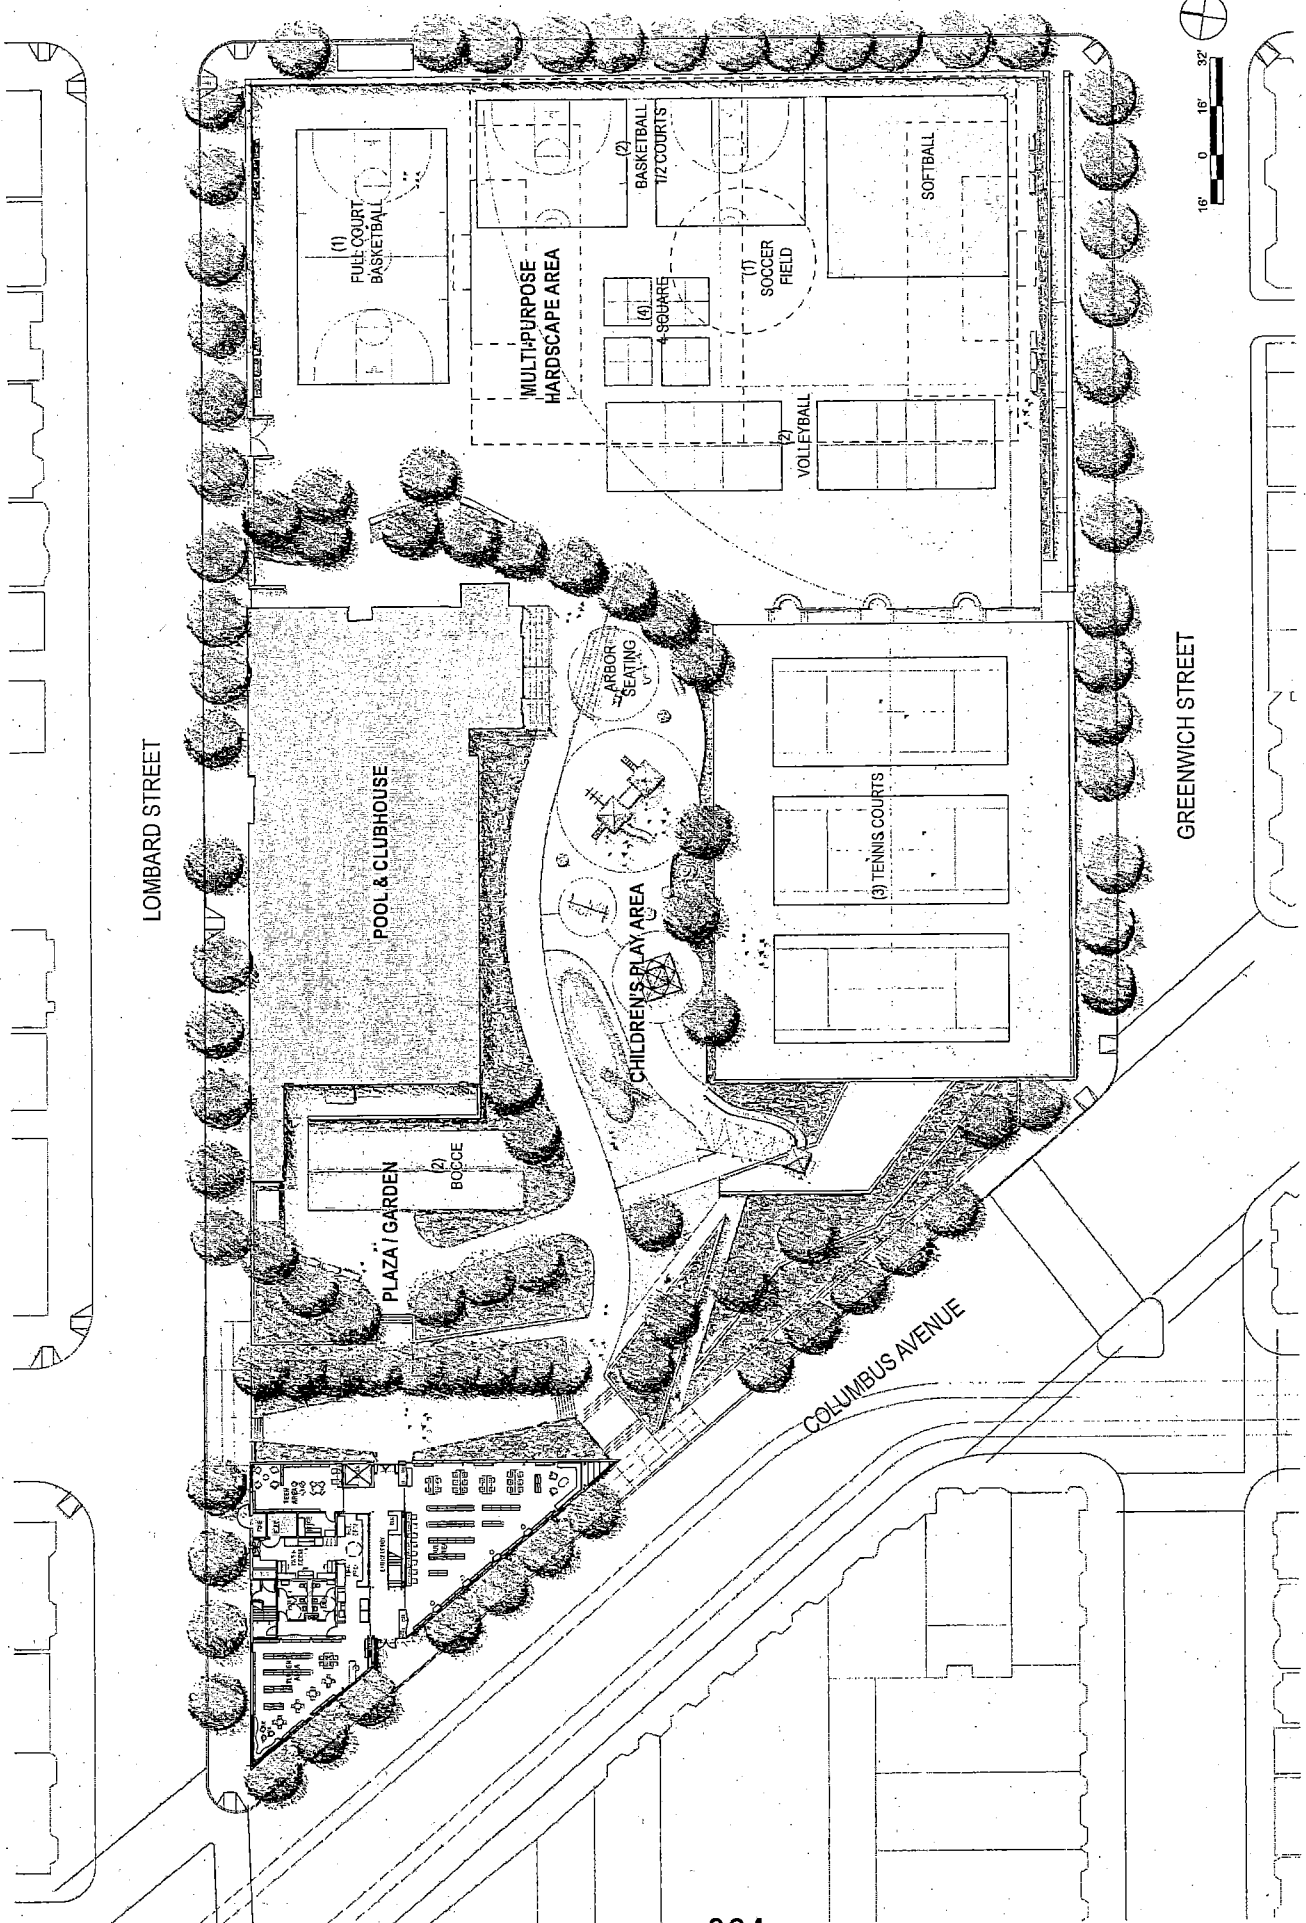 LOMBARD STREET
(1)
FULL COURT
BASKETBALL
(2)
BASKETBALL
1/2 COURTS
SOFTBALL
MULTI-PURPOSE
HARDSCAPE AREA
(4)
4-SQUARE
(1)
SOCCER
FIELD
(2)
VOLLEYBALL
ARBOR
SEATING
POOL & CLUBHOUSE
CHILDREN'S PLAY AREA
(3) TENNIS COURTS
(2)
BOCCE
PLAZA / GARDEN
GREENWICH STREET
COLUMBUS AVENUE
16' 0 16' 32'
TEEN
AREA